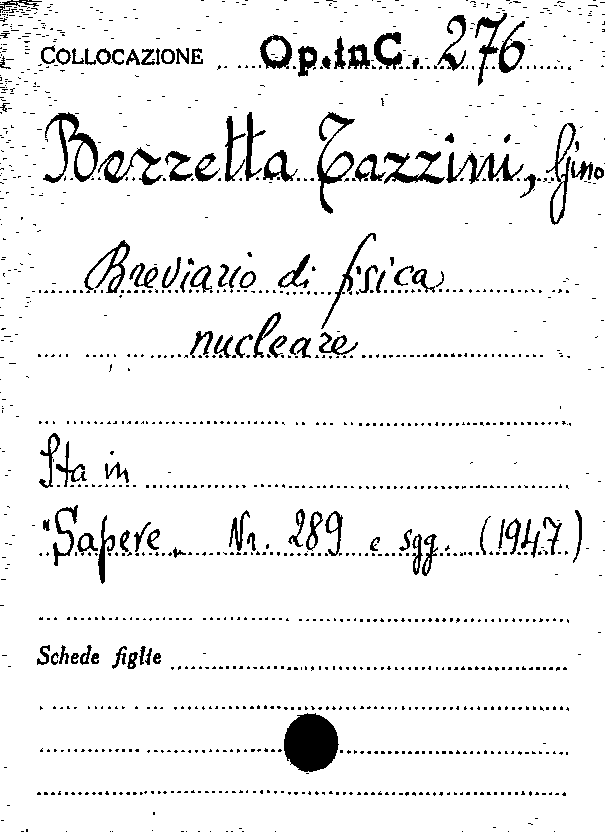 COLLOCAZIONE Op.inC. 276
Berretta Tazzini, Gino
Breviario di fisica
nucleare
Sta in
"Sapere„ Nr. 289 e sgg. (1947)
Schede figlie